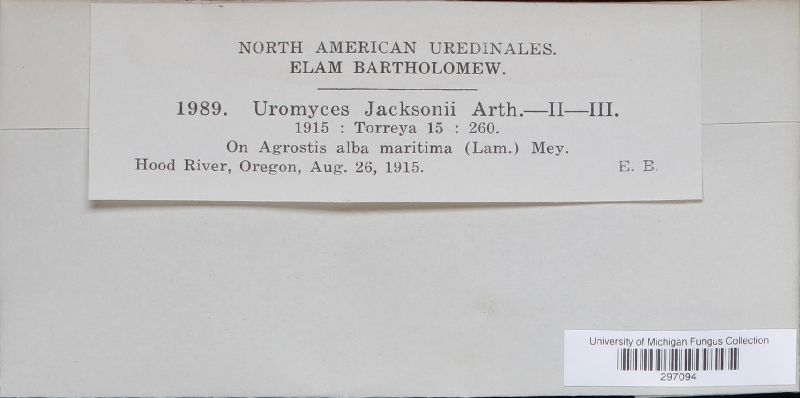 NORTH AMERICAN UREDINALES.
ELAM BARTHOLOMEW.
1989. Uromyces Jacksonii Arth.—II—III.
1915 : Torreya 15 : 260.
On Agrostis alba maritima (Lam.) Mey.
Hood River, Oregon, Aug. 26, 1915. E. B.
University of Michigan Fungus Collection
297094